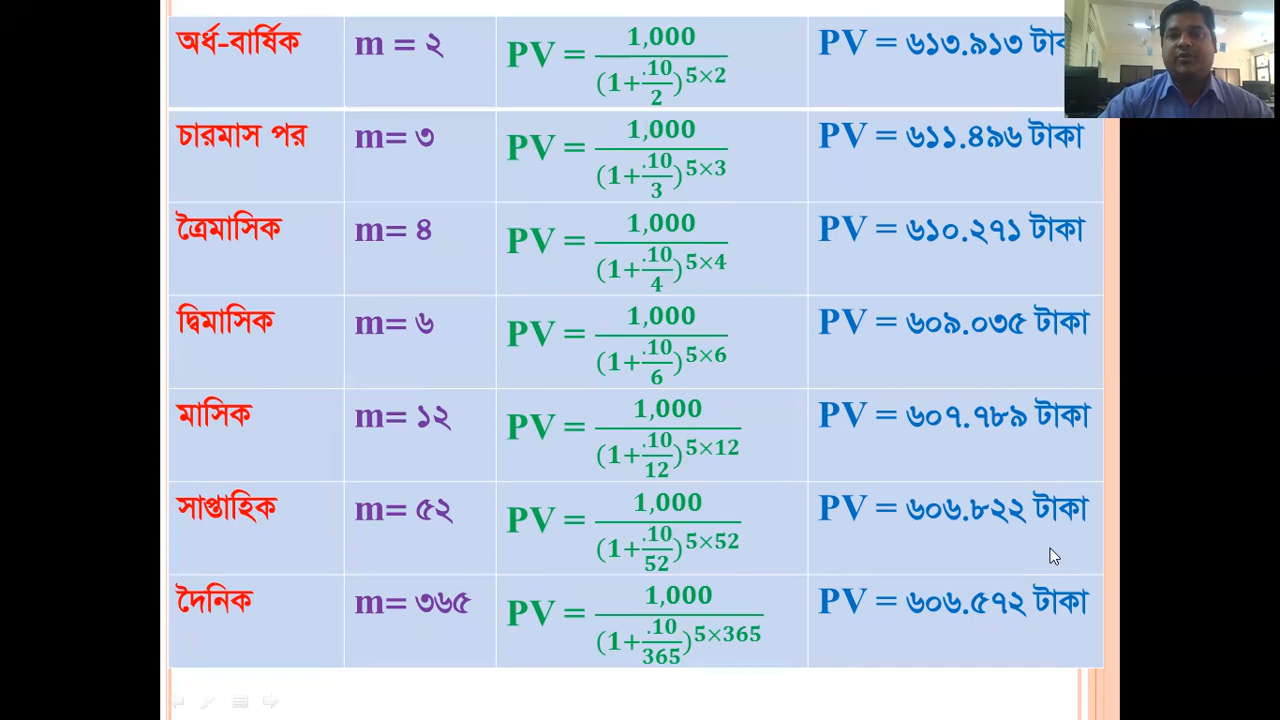 অর্ধ-বার্ষিক m = ২ PV = 1,000 / (1+.10/2)^5×2 PV = ৬১৩.৯১৩
চারমাস পর m= ৩ PV = 1,000 / (1+.10/3)^5×3 PV = ৬১১.৪৯৬ টাকা
ত্রৈমাসিক m= ৪ PV = 1,000 / (1+.10/4)^5×4 PV = ৬১০.২৭১ টাকা
দ্বিমাসিক m= ৬ PV = 1,000 / (1+.10/6)^5×6 PV = ৬০৯.০৩৫ টাকা
মাসিক m= ১২ PV = 1,000 / (1+.10/12)^5×12 PV = ৬০৭.৭৮৯ টাকা
সাপ্তাহিক m= ৫২ PV = 1,000 / (1+.10/52)^5×52 PV = ৬০৬.৮২২ টাকা
দৈনিক m= ৩৬৫ PV = 1,000 / (1+.10/365)^5×365 PV = ৬০৬.৫৭২ টাকা